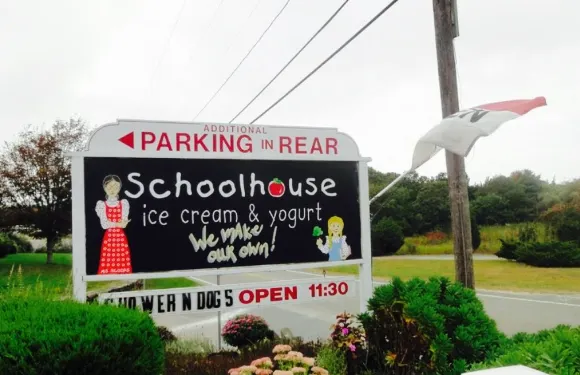 ADDITIONAL
PARKING IN REAR
Schoolhouse
ice cream & yogurt
We make
our own!
OPEN 11:30